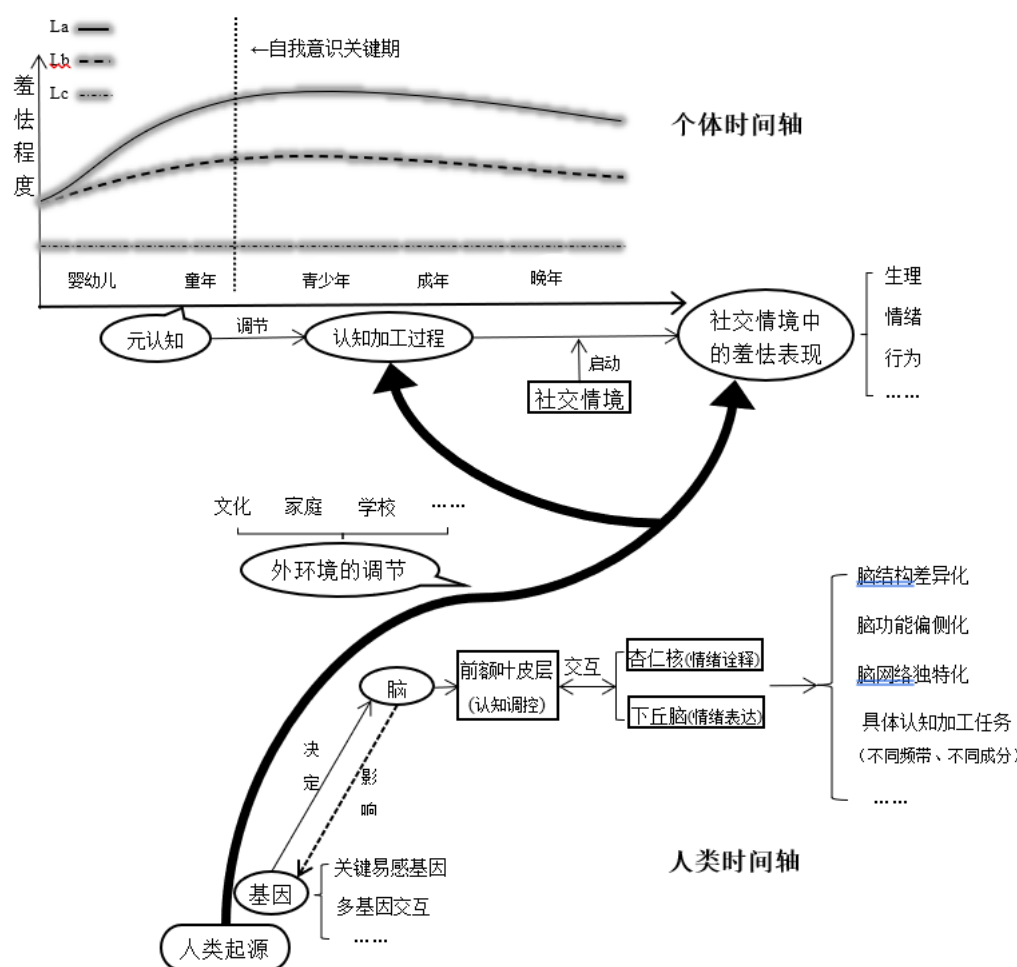 La
Lb
Lc
羞怯程度
←自我意识关键期
个体时间轴
婴幼儿 童年 青少年 成年 晚年
元认知
调节
认知加工过程
启动
社交情境
社交情境中
的羞怯表现
生理
情绪
行为
……
文化 家庭 学校 ……
外环境的调节
脑
前额叶皮层
(认知调控)
交互
杏仁核(情绪诠释)
下丘脑(情绪表达)
脑结构差异化
脑功能偏侧化
脑网络独特化
具体认知加工任务
(不同频带、不同成分)
……
决定
影响
人类时间轴
基因
关键易感基因
多基因交互
……
人类起源